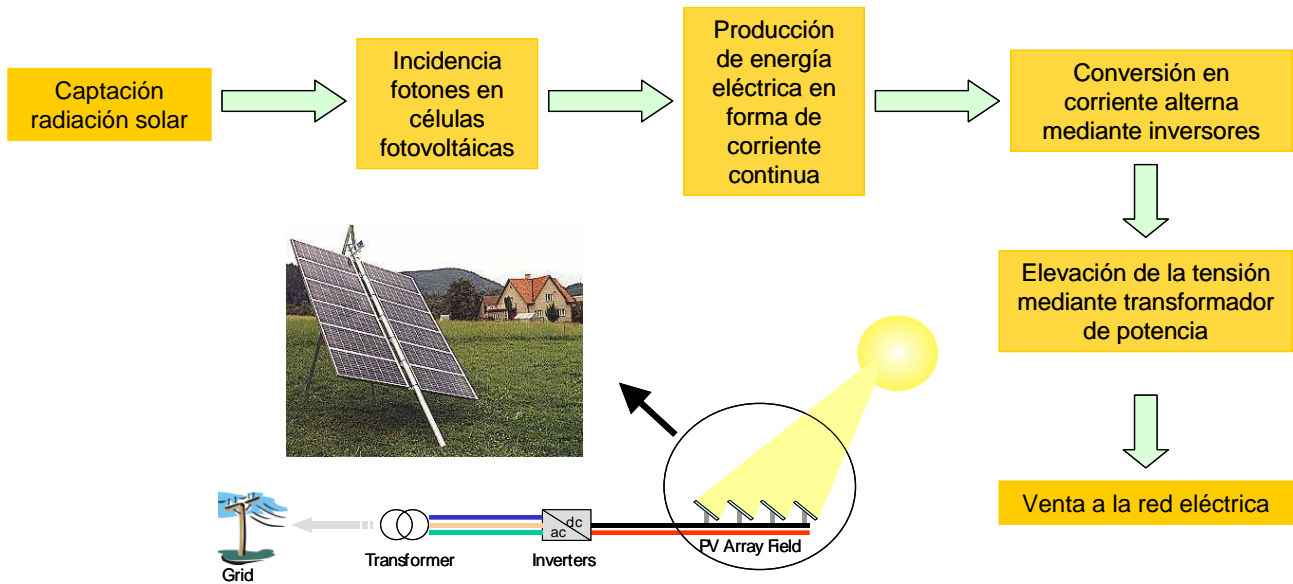 Captación
radiación solar
Incidencia
fotones en
células
fotovoltáicas
Producción
de energía
eléctrica en
forma de
corriente
continua
Conversión en
corriente alterna
mediante inversores
Elevación de la tensión
mediante transformador
de potencia
Venta a la red eléctrica
Grid
Transformer
dc
ac
Inverters
PV Array Field